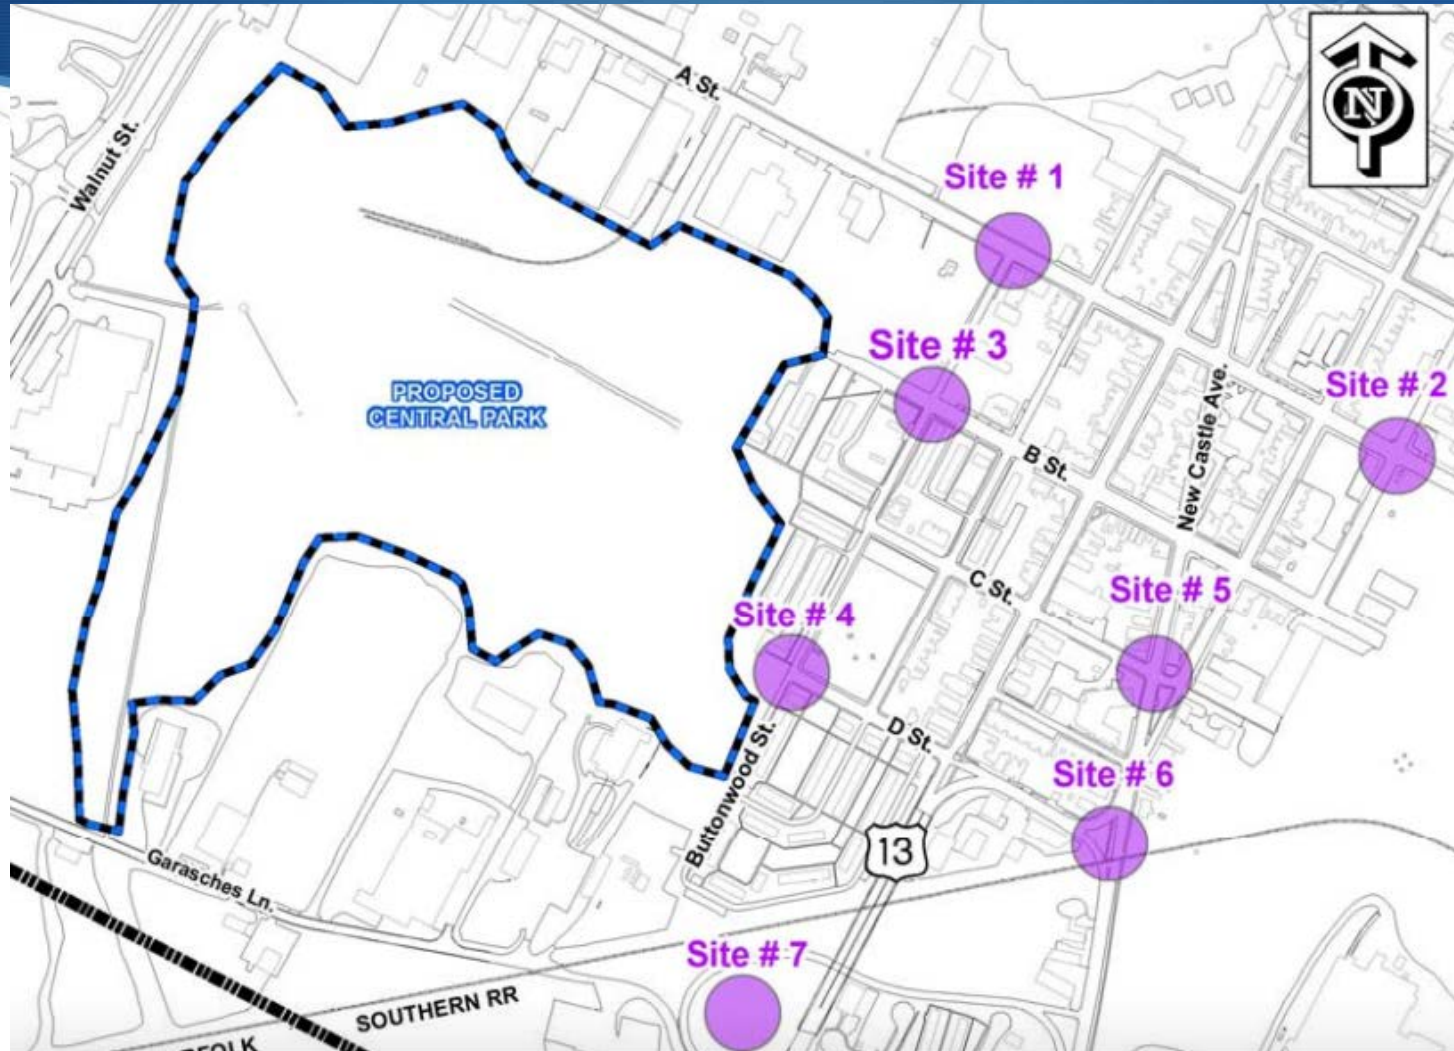 N
A St.
Walnut St.
Site # 1
Site # 3
Site # 2
PROPOSED
CENTRAL PARK
New Castle Ave.
B St.
C St.
Site # 5
Site # 4
D St.
Site # 6
Buttonwood St.
13
Garasches Ln.
Site # 7
SOUTHERN RR